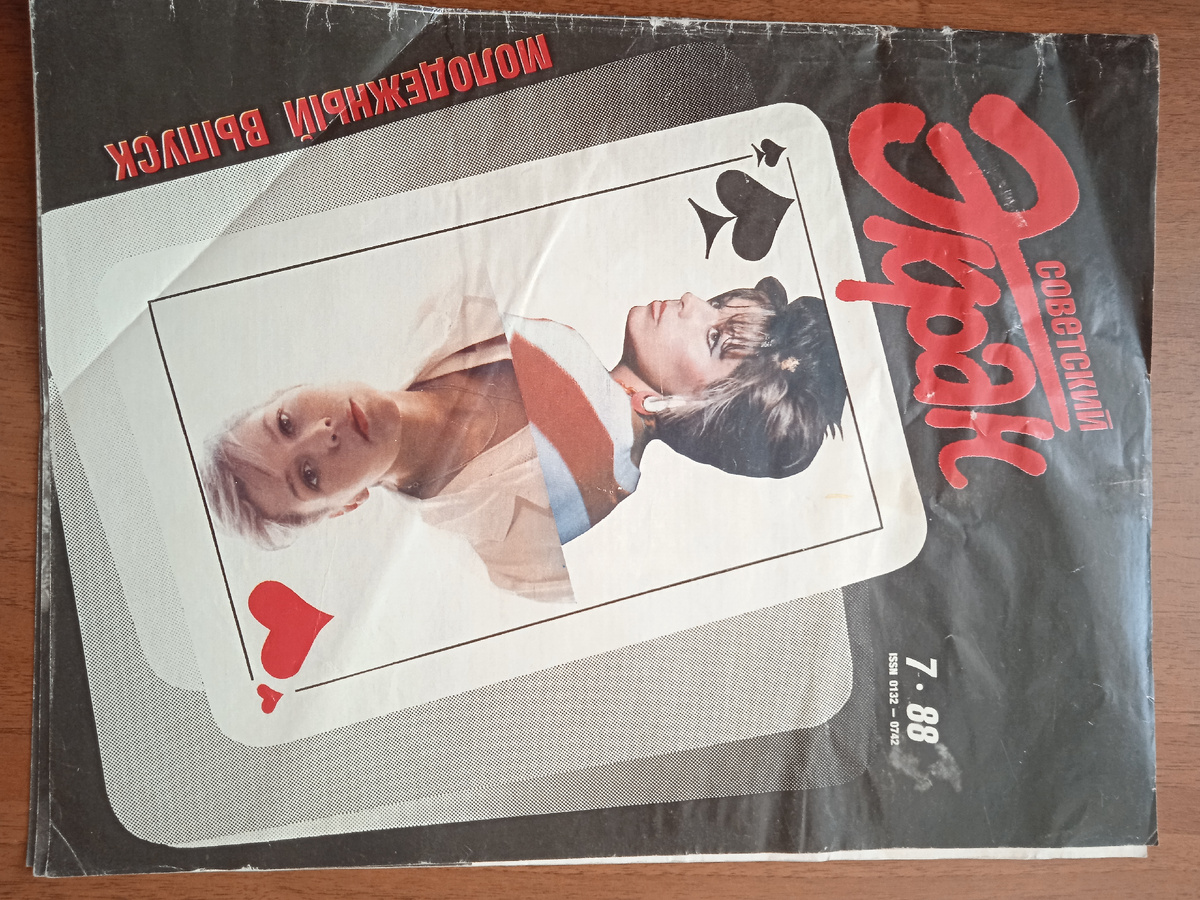 советский
Экран
7·88
ISSN 0132 — 0742
МОЛОДЕЖНЫЙ ВЫПУСК